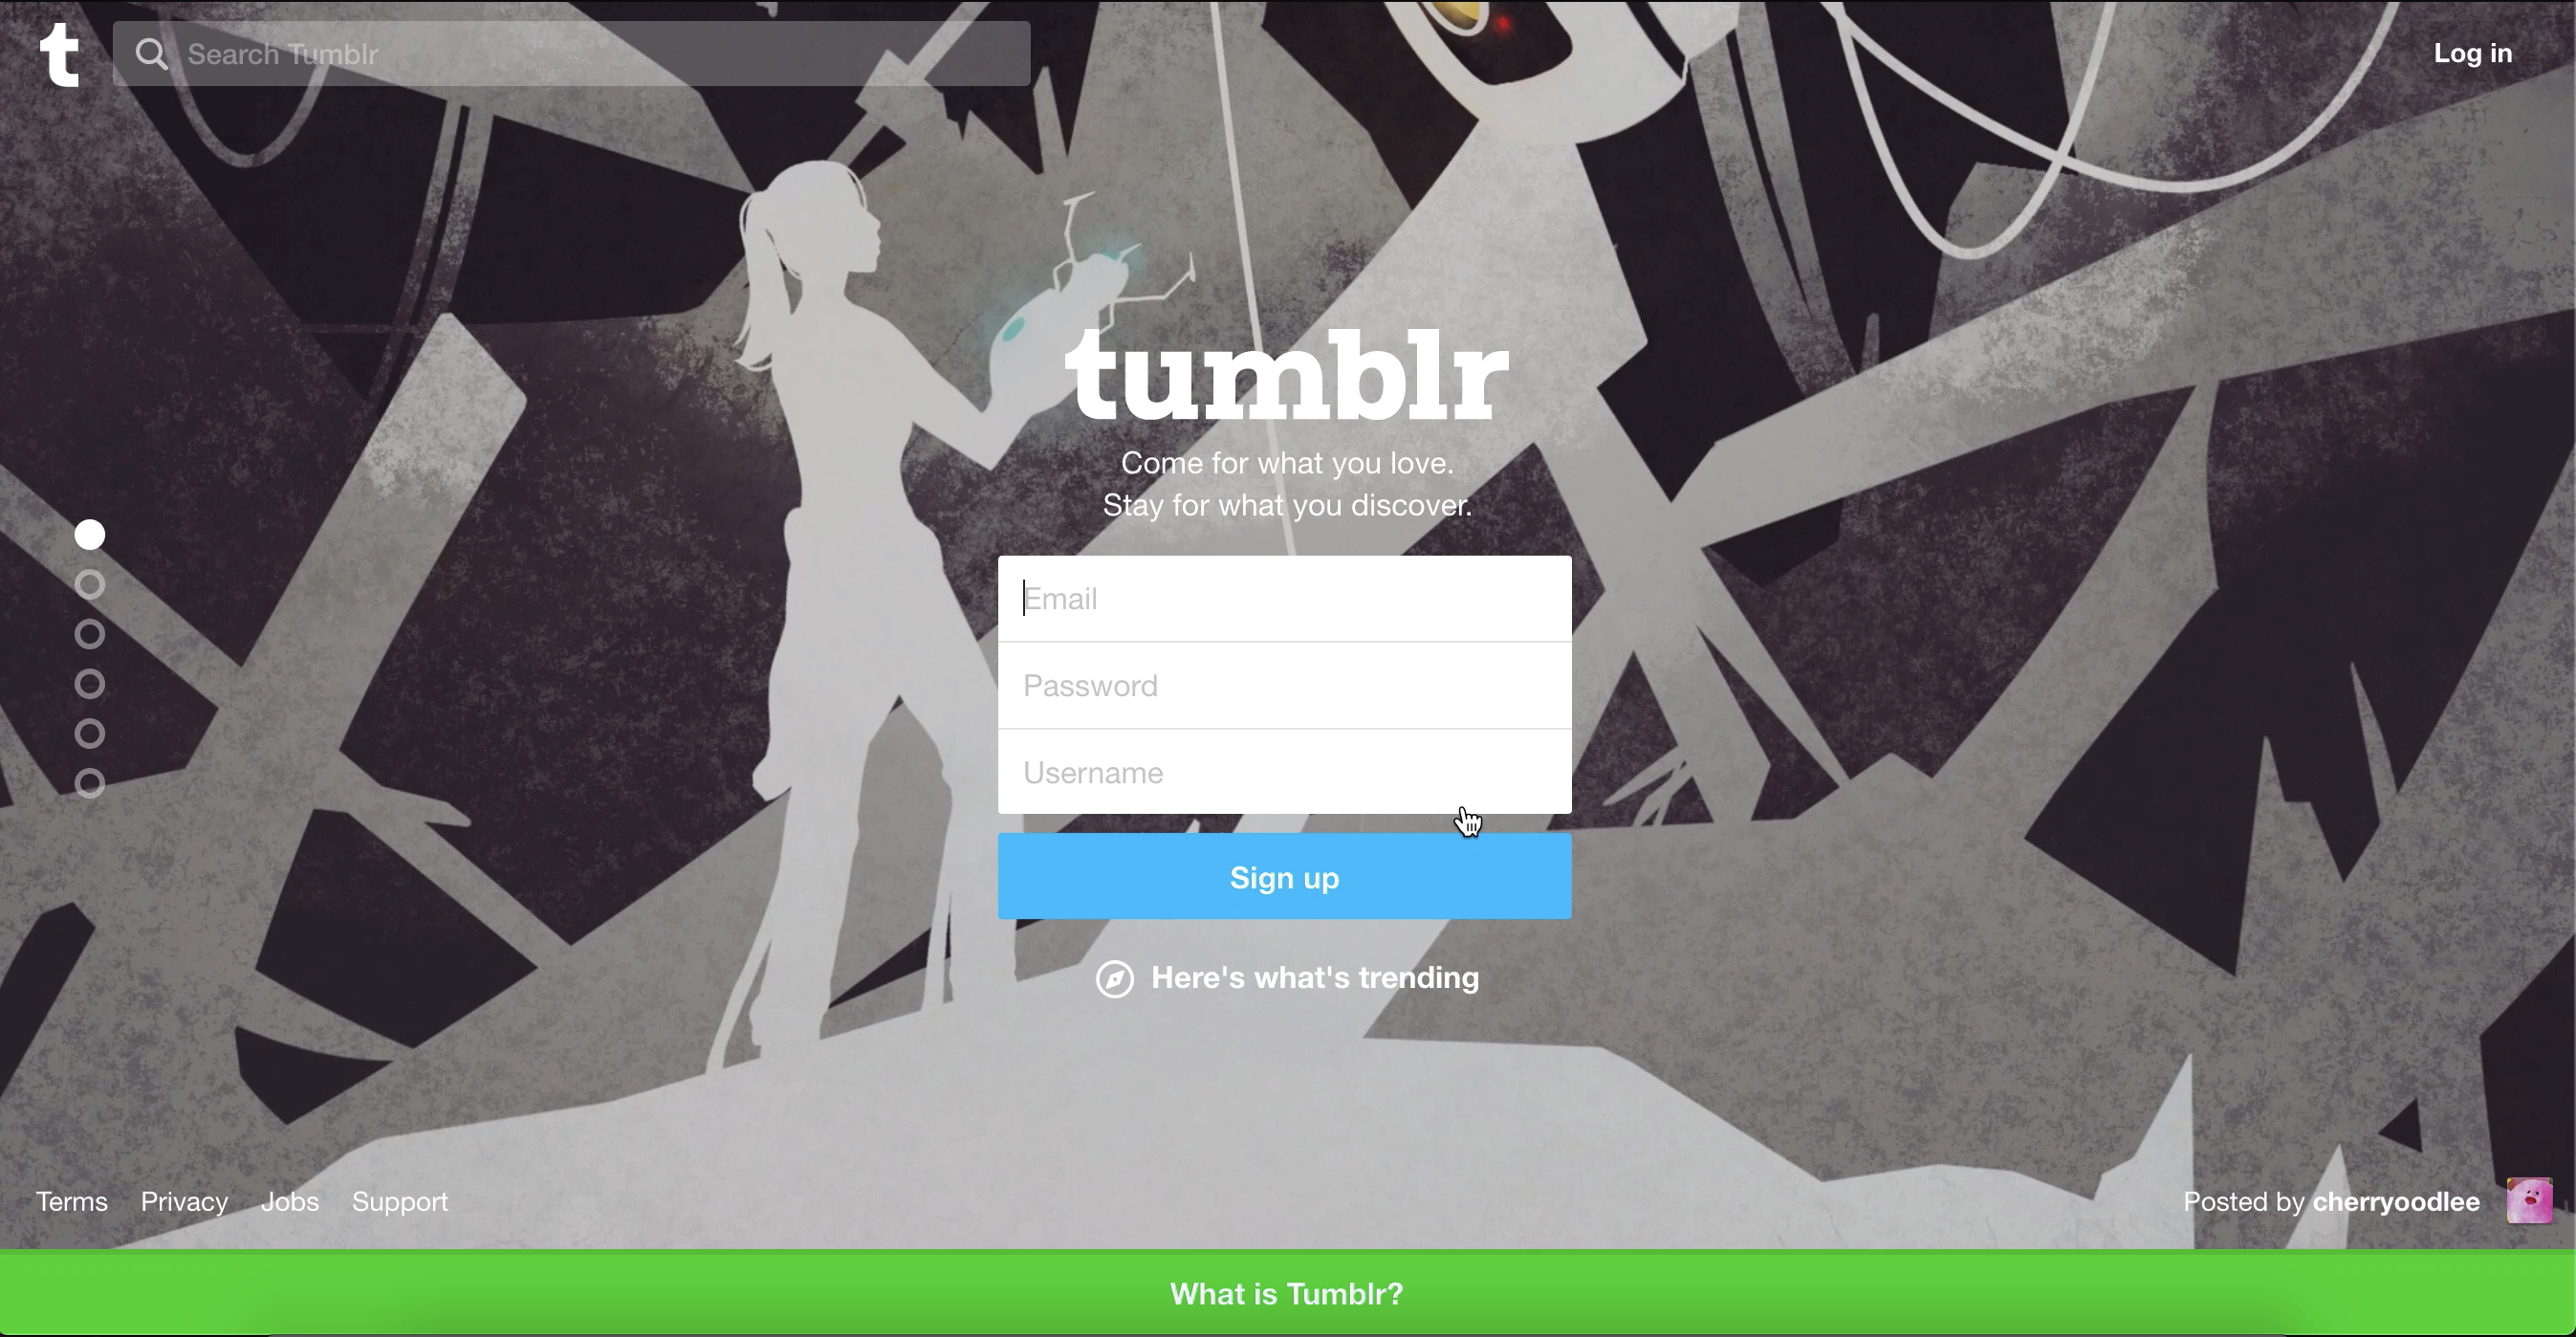 t
Search Tumblr
Log in
tumblr
Come for what you love.
Stay for what you discover.
Email
Password
Username
Sign up
Here's what's trending
Terms
Privacy
Jobs
Support
Posted by cherryoodlee
What is Tumblr?